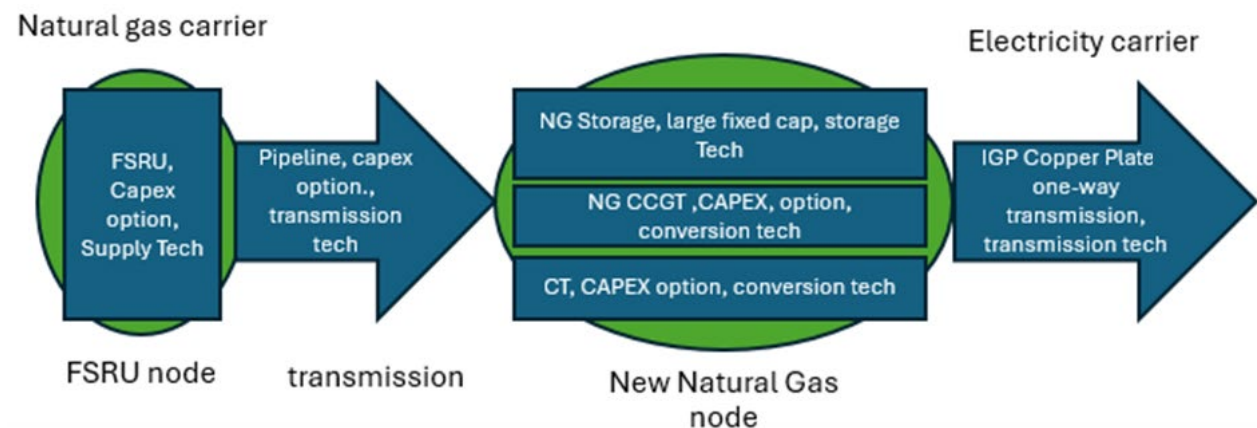 Natural gas carrier
Electricity carrier
FSRU,
Capex
option,
Supply Tech
Pipeline, capex
option.,
transmission
tech
NG Storage, large fixed cap, storage
Tech
NG CCGT ,CAPEX, option,
conversion tech
CT, CAPEX option, conversion tech
IGP Copper Plate
one-way
transmission,
transmission tech
FSRU node
transmission
New Natural Gas
node